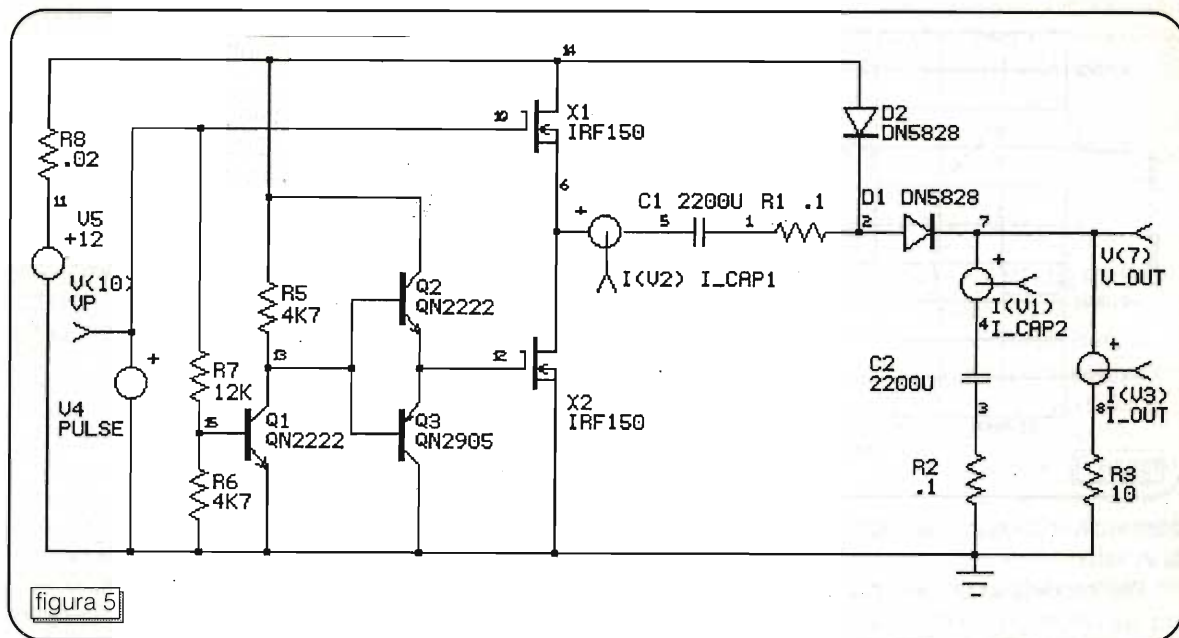 14
R8
.02
11
V5
+12
V(10)
VP
V4
PULSE
10
X1
IRF150
D2
DN5828
6
C1 2200U
R1 .1
D1 DN5828
5
1
2
7
I(V2) I_CAP1
V(7)
V_OUT
R5
4K7
Q2
QN2222
13
12
R7
12K
15
Q1
QN2222
Q3
QN2905
X2
IRF150
R6
4K7
I(V1)
4 I_CAP2
C2
2200U
3
R2
.1
I(V3)
8 I_OUT
R3
10
figura 5